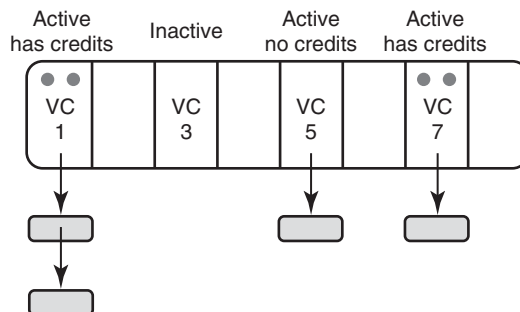 Active
has credits
Inactive
Active
no credits
Active
has credits
VC
1
VC
3
VC
5
VC
7